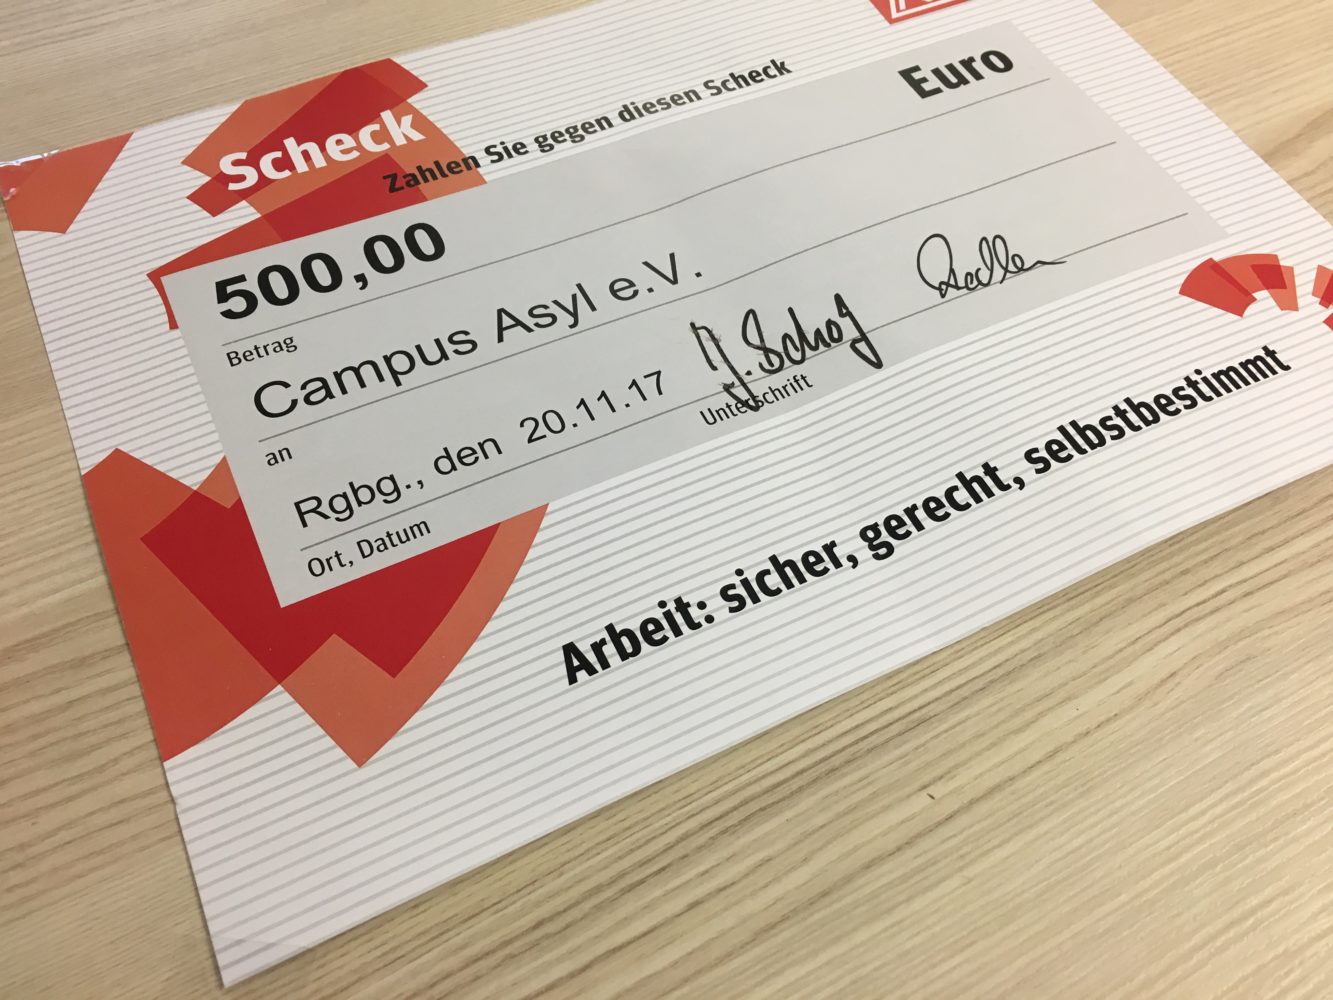 Scheck
Zahlen Sie gegen diesen Scheck
500,00 Euro
Betrag
Campus Asyl e.V.
an
Rgbg., den 20.11.17
Ort, Datum
Unterschrift
Arbeit: sicher, gerecht, selbstbestimmt